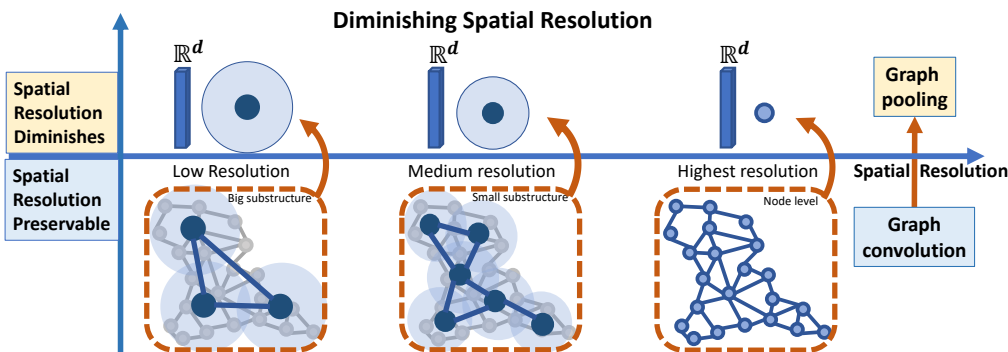 Diminishing Spatial Resolution
ℝ^d
ℝ^d
ℝ^d
Spatial
Resolution
Diminishes
Graph
pooling
Low Resolution
Medium resolution
Highest resolution
Spatial Resolution
Spatial
Resolution
Preservable
Big substructure
Small substructure
Node level
Graph
convolution